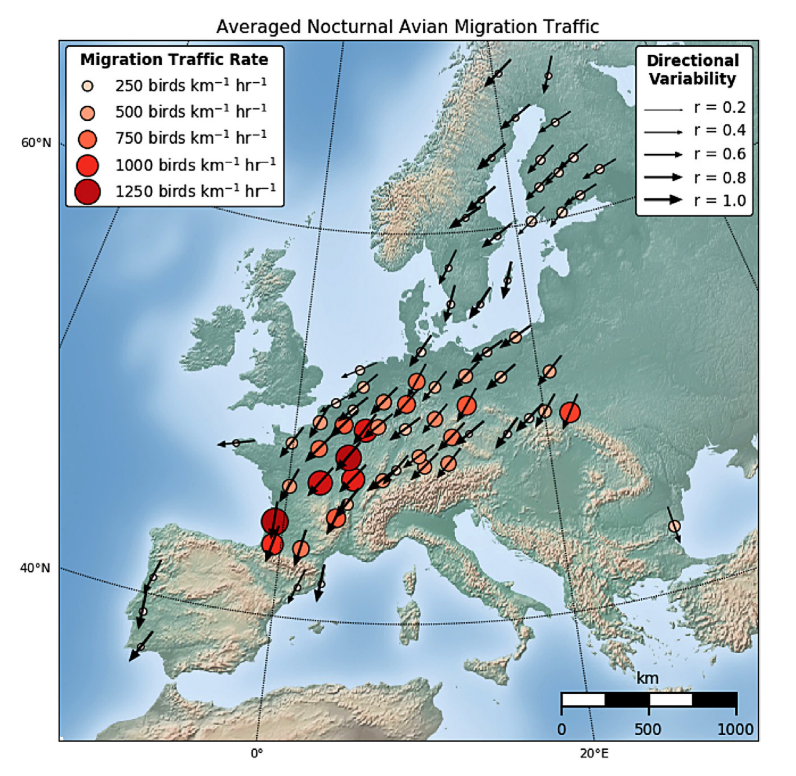 Averaged Nocturnal Avian Migration Traffic
Migration Traffic Rate
250 birds km⁻¹ hr⁻¹
500 birds km⁻¹ hr⁻¹
750 birds km⁻¹ hr⁻¹
1000 birds km⁻¹ hr⁻¹
1250 birds km⁻¹ hr⁻¹
Directional
Variability
r = 0.2
r = 0.4
r = 0.6
r = 0.8
r = 1.0
60°N
40°N
km
0 500 1000
0° 20°E